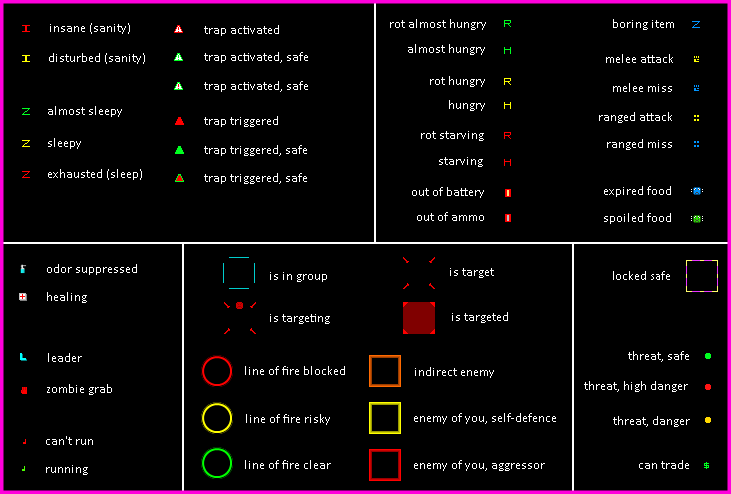 insane (sanity)
disturbed (sanity)
almost sleepy
sleepy
exhausted (sleep)
trap activated
trap activated, safe
trap activated, safe
trap triggered
trap triggered, safe
trap triggered, safe
rot almost hungry R
almost hungry H
rot hungry R
hungry H
rot starving R
starving H
out of battery
out of ammo
boring item Z
melee attack
melee miss
ranged attack
ranged miss
expired food
spoiled food
odor suppressed
healing
leader
zombie grab
can't run
running
is in group
is target
is targeting
is targeted
line of fire blocked
indirect enemy
line of fire risky
enemy of you, self-defence
line of fire clear
enemy of you, aggressor
locked safe
threat, safe
threat, high danger
threat, danger
can trade $